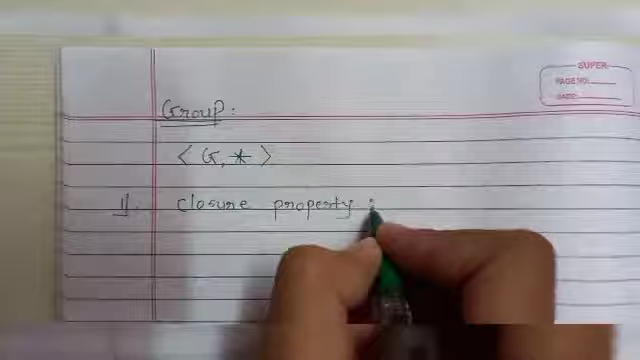 SUPER
PAGE NO.:
DATE:
Group:
< G, * >
1). Closure property :